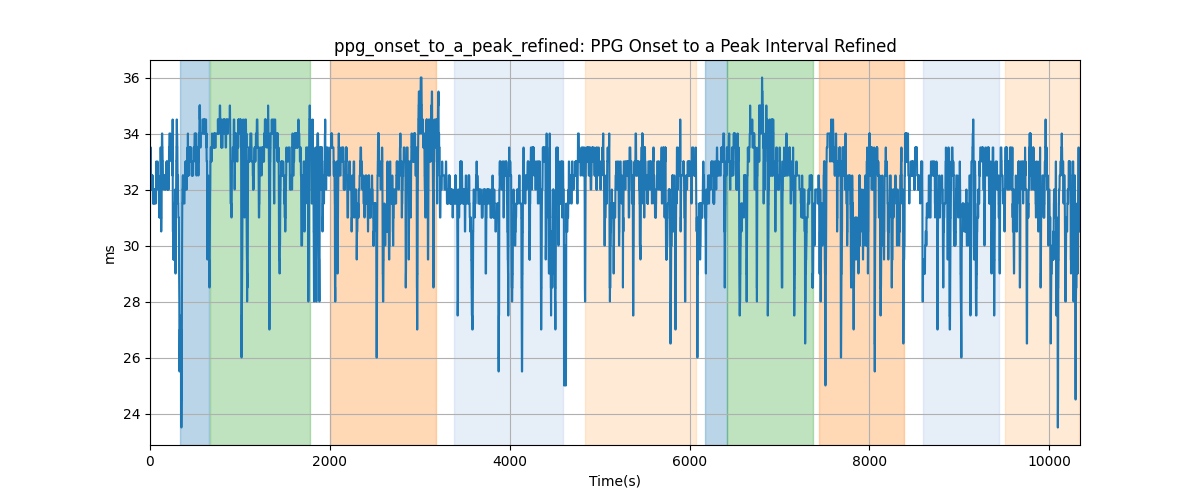 ppg_onset_to_a_peak_refined: PPG Onset to a Peak Interval Refined
36
34
32
30
28
26
24
ms
0 2000 4000 6000 8000 10000
Time(s)